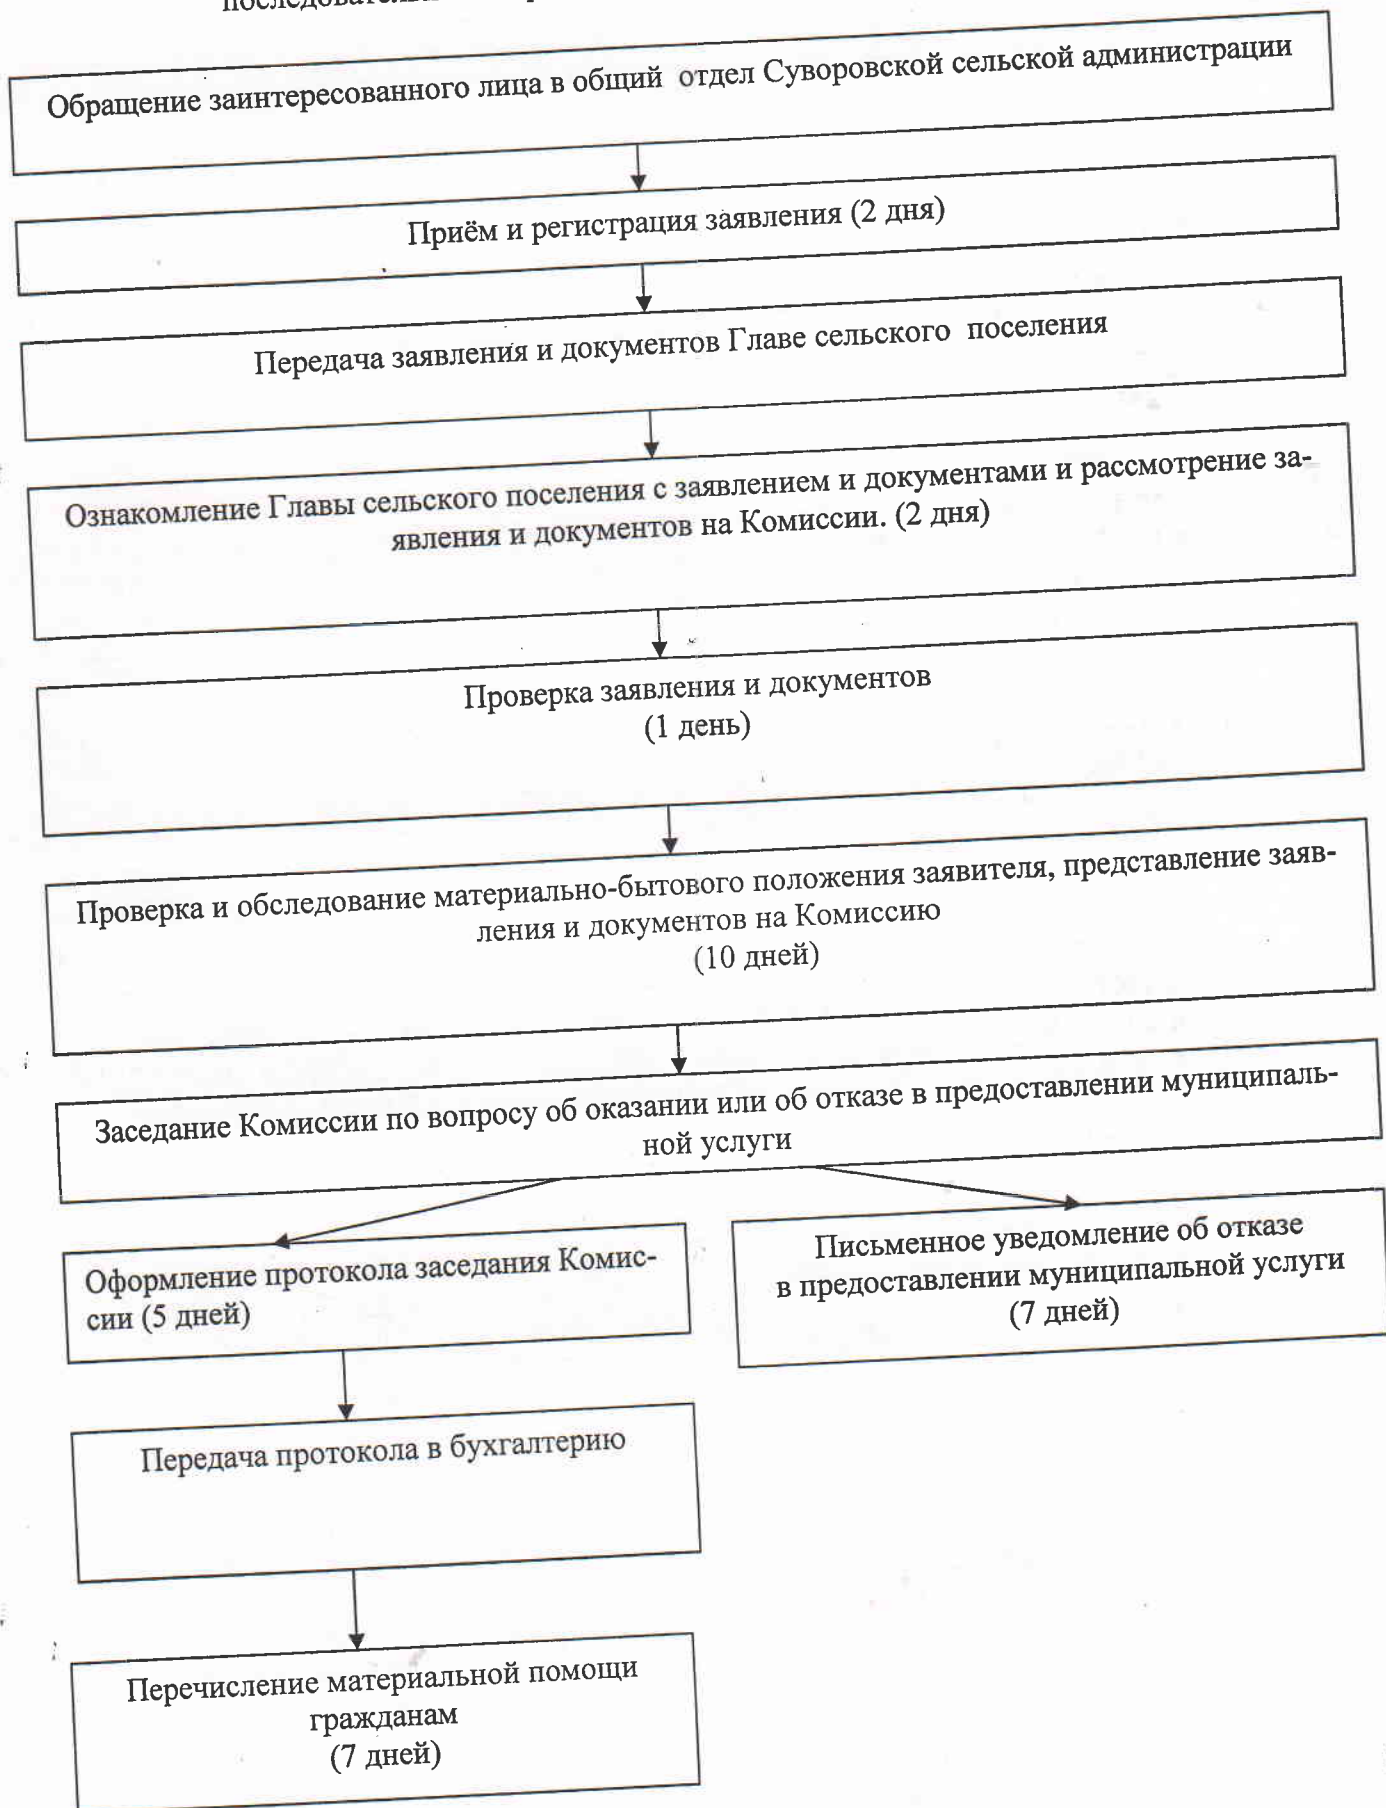 Обращение заинтересованного лица в общий отдел Суворовской сельской администрации
Приём и регистрация заявления (2 дня)
Передача заявления и документов Главе сельского поселения
Ознакомление Главы сельского поселения с заявлением и документами и рассмотрение за-
явления и документов на Комиссии. (2 дня)
Проверка заявления и документов
(1 день)
Проверка и обследование материально-бытового положения заявителя, представление заяв-
ления и документов на Комиссию
(10 дней)
Заседание Комиссии по вопросу об оказании или об отказе в предоставлении муниципаль-
ной услуги
Оформление протокола заседания Комис-
сии (5 дней)
Письменное уведомление об отказе
в предоставлении муниципальной услуги
(7 дней)
Передача протокола в бухгалтерию
Перечисление материальной помощи
гражданам
(7 дней)